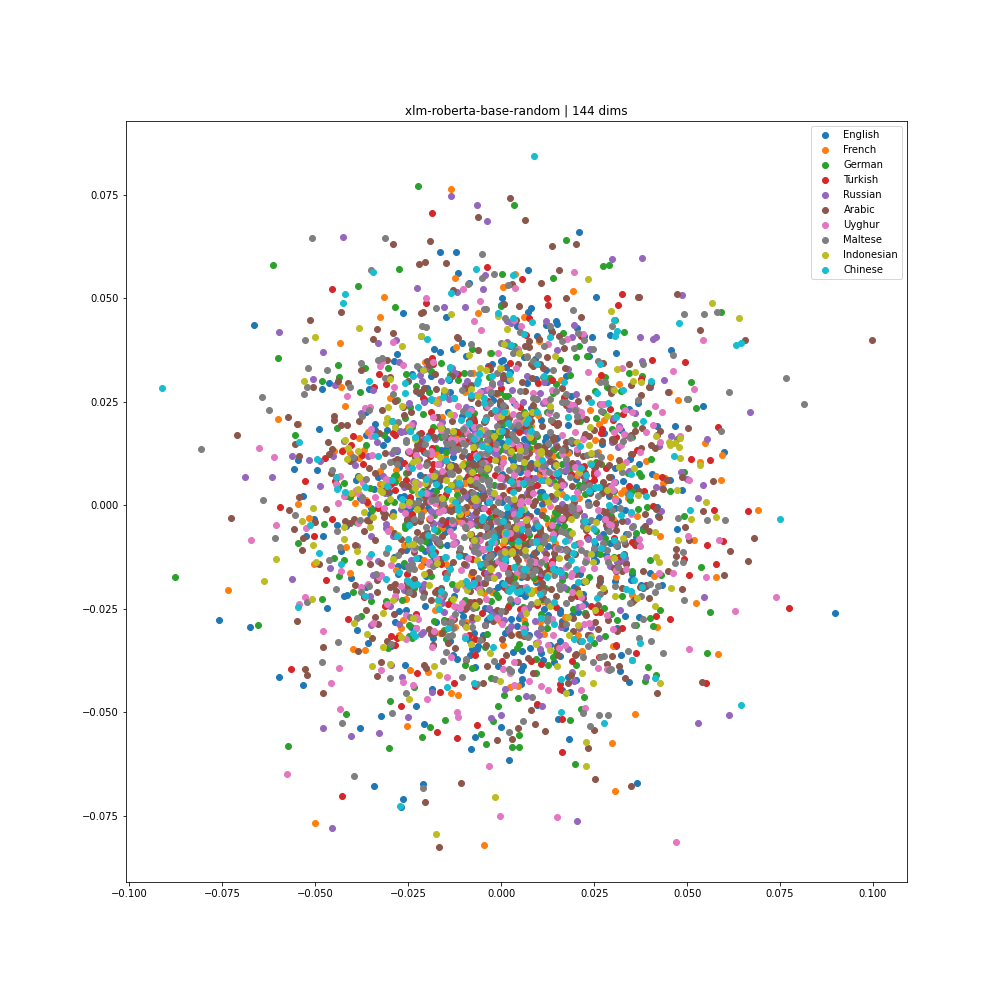 xlm-roberta-base-random | 144 dims
English
French
German
Turkish
Russian
Arabic
Uyghur
Maltese
Indonesian
Chinese
0.075
0.050
0.025
0.000
−0.025
−0.050
−0.075
−0.100 −0.075 −0.050 −0.025 0.000 0.025 0.050 0.075 0.100